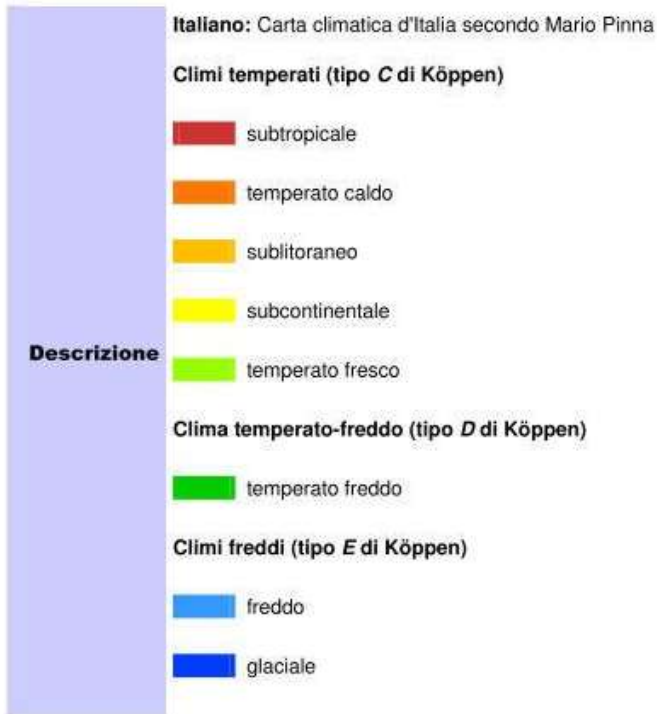 Italiano: Carta climatica d'Italia secondo Mario Pinna
Climi temperati (tipo C di Köppen)
subtropicale
temperato caldo
sublitoraneo
subcontinentale
Descrizione
temperato fresco
Clima temperato-freddo (tipo D di Köppen)
temperato freddo
Climi freddi (tipo E di Köppen)
freddo
glaciale